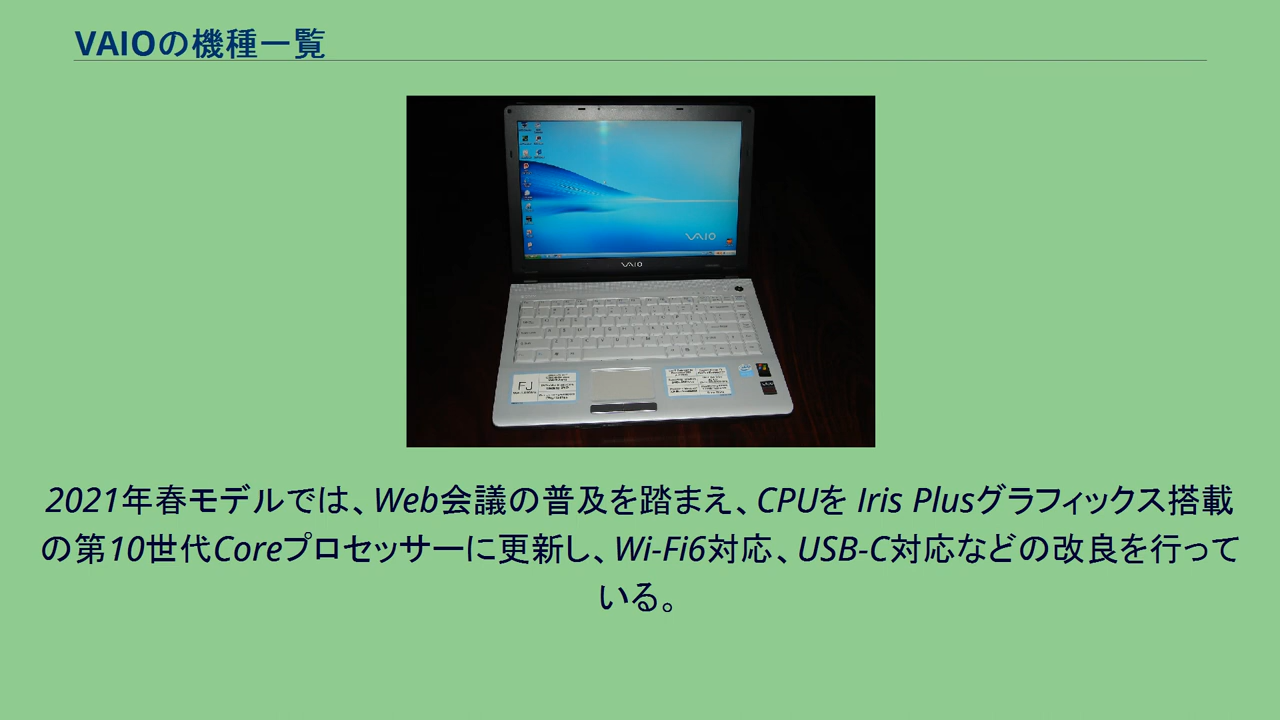 VAIOの機種一覧
VAIO
VAIO
FJ
2021年春モデルでは、Web会議の普及を踏まえ、CPUを Iris Plusグラフィックス搭載
の第10世代Coreプロセッサーに更新し、Wi-Fi6対応、USB-C対応などの改良を行って
いる。